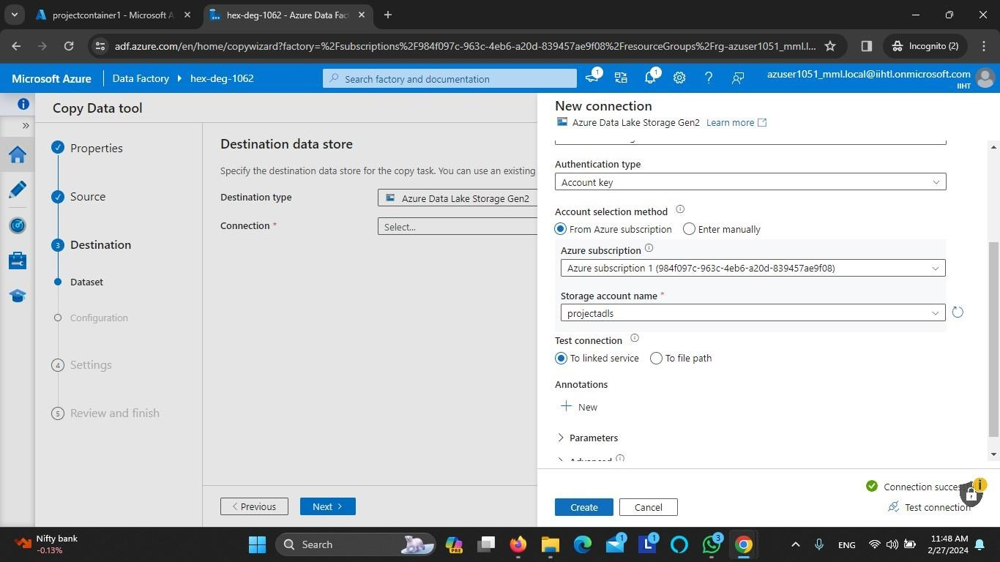 projectcontainer1 - Microsoft A
hex-deg-1062 - Azure Data Fac
adf.azure.com/en/home/copywizard?factory=%2Fsubscriptions%2F984f097c-963c-4eb6-a20d-839457ae9f08%2FresourceGroups%2Frg-azuser1051_mml.l...
Incognito (2)
Microsoft Azure
Data Factory
hex-deg-1062
Search factory and documentation
1
1
azuser1051_mml.local@iihtl.onmicrosoft.com
IIHT
Copy Data tool
Properties
Source
3
Destination
Dataset
Configuration
4
Settings
5
Review and finish
Destination data store
Specify the destination data store for the copy task. You can use an existing
Destination type
Azure Data Lake Storage Gen2
Connection *
Select...
Previous
Next
New connection
Azure Data Lake Storage Gen2 Learn more
Authentication type
Account key
Account selection method
From Azure subscription
Enter manually
Azure subscription
Azure subscription 1 (984f097c-963c-4eb6-a20d-839457ae9f08)
Storage account name *
projectadls
Test connection
To linked service
To file path
Annotations
New
Parameters
Advanced
Connection succes
Create
Cancel
Test connection
Nifty bank
-0.13%
Search
PRE
1
1
3
ENG
11:48 AM
2/27/2024